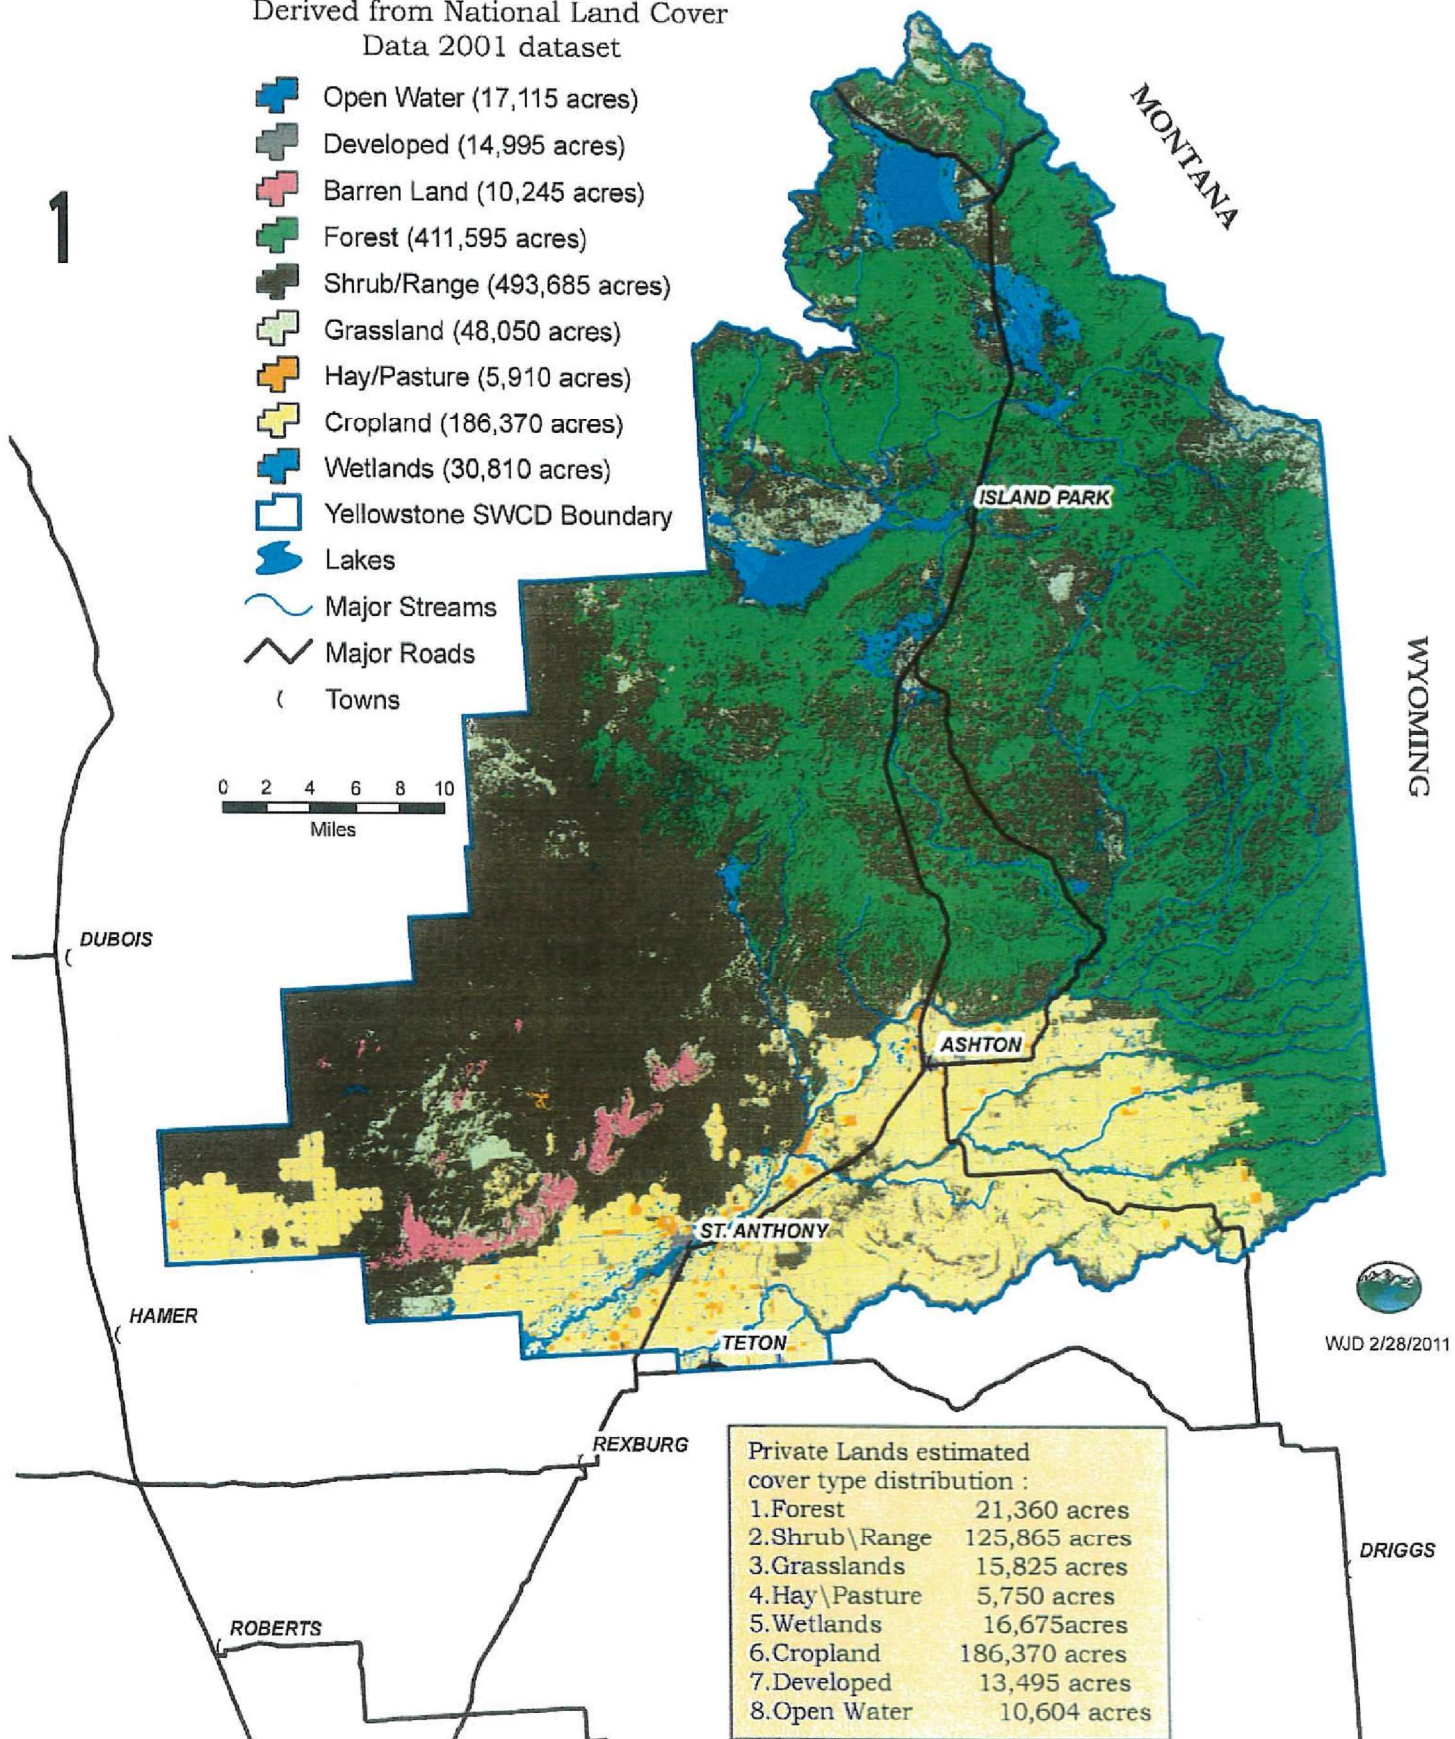 Derived from National Land Cover
Data 2001 dataset
Open Water (17,115 acres)
Developed (14,995 acres)
Barren Land (10,245 acres)
Forest (411,595 acres)
Shrub/Range (493,685 acres)
Grassland (48,050 acres)
Hay/Pasture (5,910 acres)
Cropland (186,370 acres)
Wetlands (30,810 acres)
Yellowstone SWCD Boundary
Lakes
Major Streams
Major Roads
Towns
1
0 2 4 6 8 10
Miles
MONTANA
WYOMING
ISLAND PARK
DUBOIS
ASHTON
ST. ANTHONY
HAMER
TETON
WJD 2/28/2011
REXBURG
DRIGGS
ROBERTS
Private Lands estimated
cover type distribution :
1.Forest 21,360 acres
2.Shrub\Range 125,865 acres
3.Grasslands 15,825 acres
4.Hay\Pasture 5,750 acres
5.Wetlands 16,675acres
6.Cropland 186,370 acres
7.Developed 13,495 acres
8.Open Water 10,604 acres